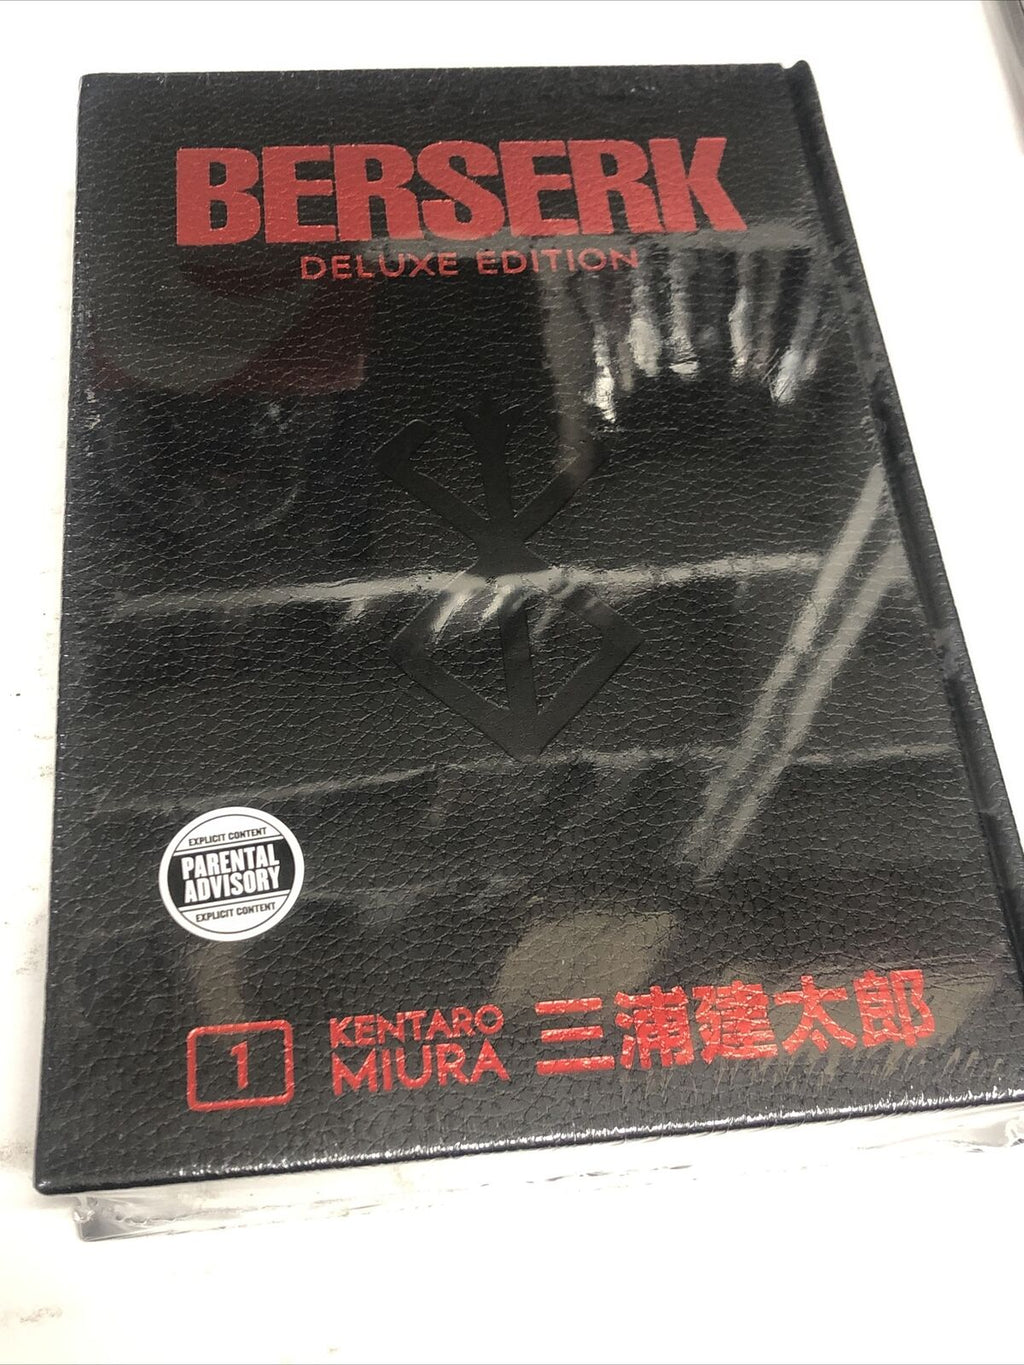 BERSERK
DELUXE EDITION
EXPLICIT CONTENT
PARENTAL
ADVISORY
EXPLICIT CONTENT
1
KENTARO
MIURA
三浦建太郎